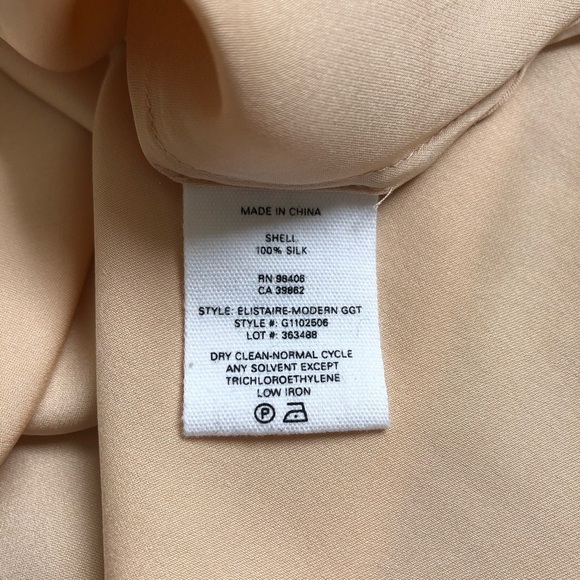 MADE IN CHINA
SHELL
100% SILK
RN 98406
CA 39862
STYLE: ELISTAIRE-MODERN GGT
STYLE #: G1102506
LOT #: 363488
DRY CLEAN-NORMAL CYCLE
ANY SOLVENT EXCEPT
TRICHLOROETHYLENE
LOW IRON
P